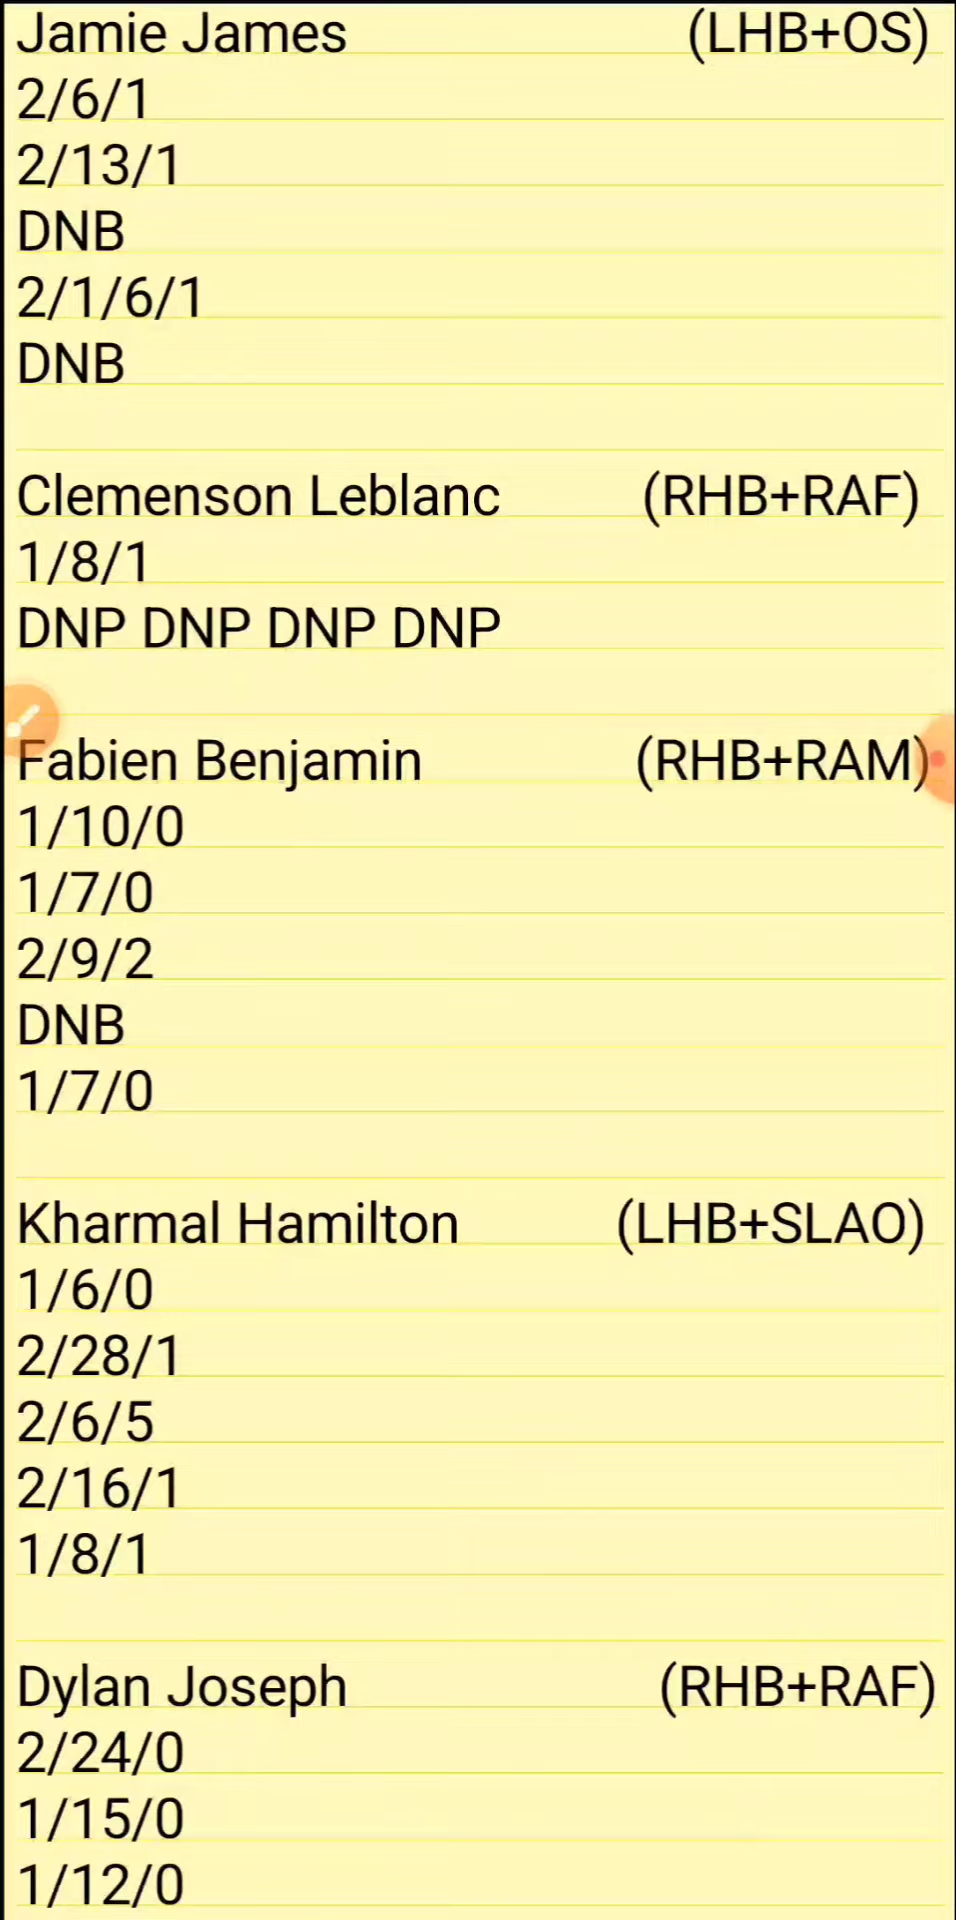 Jamie James (LHB+OS)
2/6/1
2/13/1
DNB
2/1/6/1
DNB
Clemenson Leblanc (RHB+RAF)
1/8/1
DNP DNP DNP DNP
Fabien Benjamin (RHB+RAM)
1/10/0
1/7/0
2/9/2
DNB
1/7/0
Kharmal Hamilton (LHB+SLAO)
1/6/0
2/28/1
2/6/5
2/16/1
1/8/1
Dylan Joseph (RHB+RAF)
2/24/0
1/15/0
1/12/0